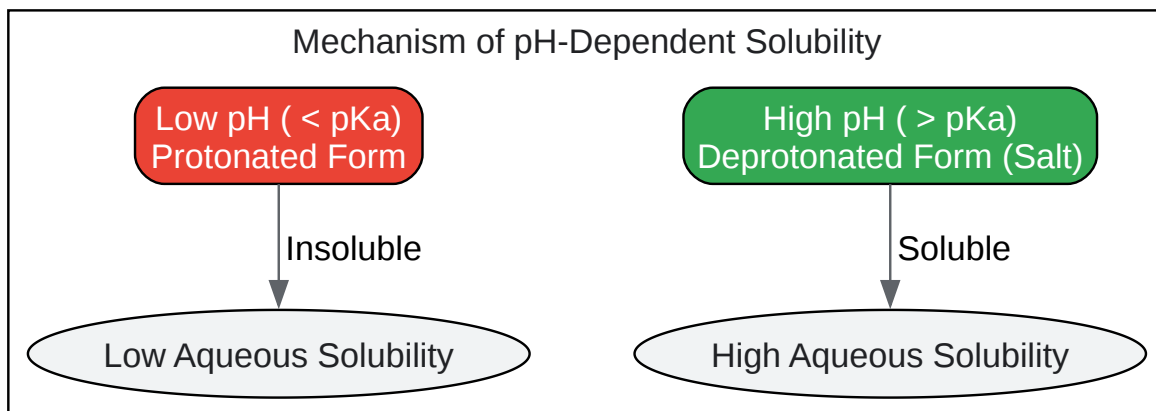 Mechanism of pH-Dependent Solubility
Low pH ( < pKa)
Protonated Form
High pH ( > pKa)
Deprotonated Form (Salt)
Insoluble
Soluble
Low Aqueous Solubility
High Aqueous Solubility